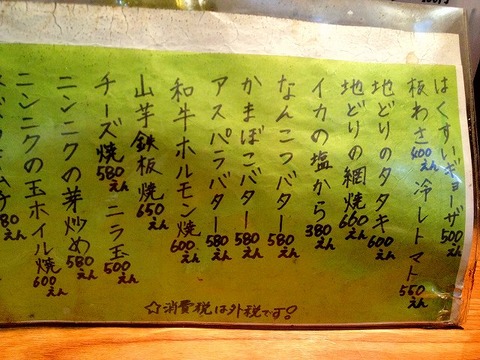 はくすいギョーザ 500えん
板わさ 400えん 冷しトマト 550えん
地どりのタタキ 600えん
地どりの網焼 660えん
イカの塩から 380えん
なんこつバター 580えん
かまぼこバター 580えん
アスパラバター 580えん
和牛ホルモン焼 600えん
山芋鉄板焼 650えん
チーズ焼 580えん ニラ玉 500えん
ニンニクの芽炒め 580えん
ニンニクの玉ホイル焼 600えん
☆消費税は外税です!